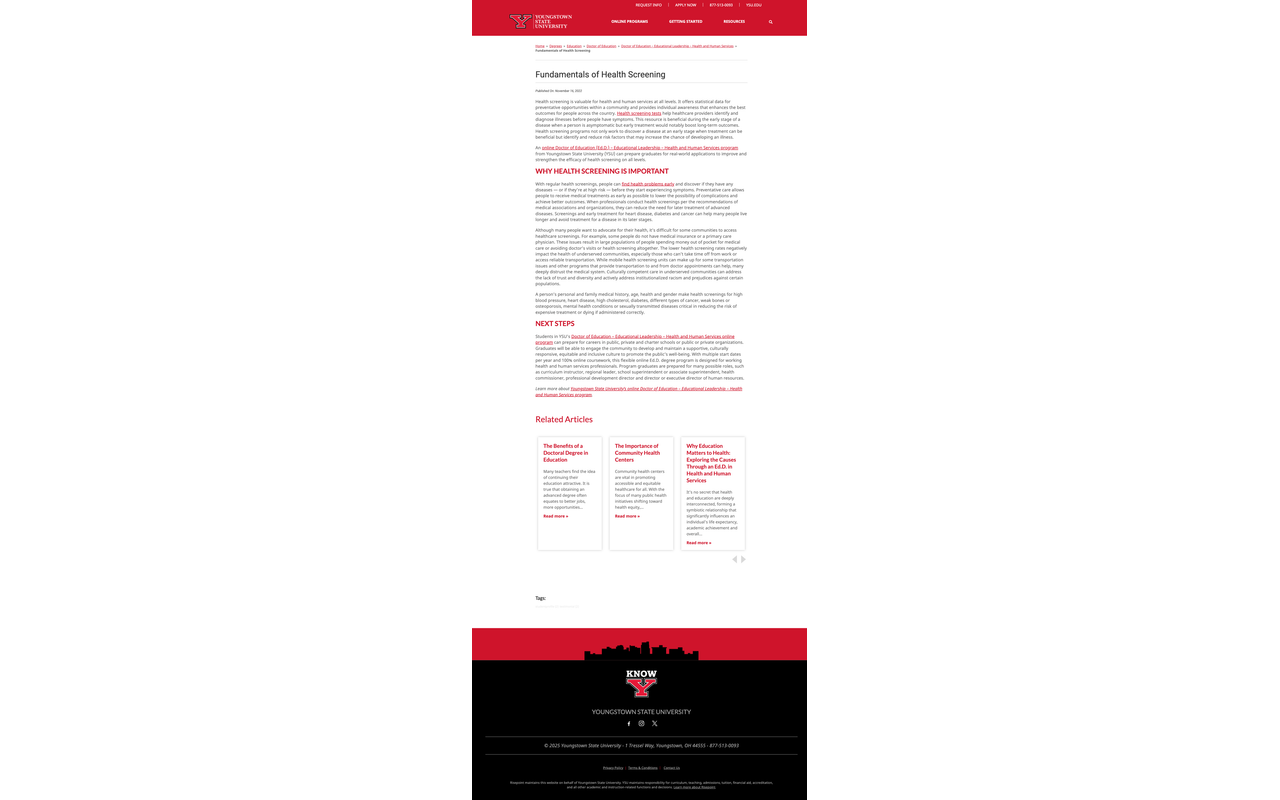 REQUEST INFO | APPLY NOW | 877-513-0093 | YSU.EDU
YOUNGSTOWN
STATE
UNIVERSITY
ONLINE PROGRAMS GETTING STARTED RESOURCES
Home » Degrees » Education » Doctor of Education » Doctor of Education – Educational Leadership – Health and Human Services »
Fundamentals of Health Screening
Fundamentals of Health Screening
Health screening is valuable for health and human services at all levels. It offers statistical data for
preventative opportunities within a community and provides individual awareness that enhances the best
outcomes for people across the country. Health screening tests help healthcare providers identify and
diagnose illnesses before people have symptoms. This resource is beneficial during the early stage of a
disease when a person is asymptomatic but early treatment would notably boost long-term outcomes.
Health screening programs not only work to discover a disease at an early stage when treatment can be
beneficial but identify and reduce risk factors that may increase the chance of developing an illness.
An online Doctor of Education (Ed.D.) – Educational Leadership – Health and Human Services program
from Youngstown State University (YSU) can prepare graduates for real-world applications to improve and
strengthen the efficacy of health screening on all levels.
WHY HEALTH SCREENING IS IMPORTANT
With regular health screenings, people can find health problems early and discover if they have any
diseases — or if they're at high risk — before they start experiencing symptoms. Preventative care allows
people to receive medical treatments as early as possible to lower the possibility of complications and
achieve better outcomes. When professionals conduct health screenings per the recommendations of
medical associations and organizations, they can reduce the need for later treatment of advanced
diseases. Screenings and early treatment for heart disease, diabetes and cancer can help many people live
longer and avoid treatment for a disease in its later stages.
Although many people want to advocate for their health, it's difficult for some communities to access
healthcare screenings. For example, some people do not have medical insurance or a primary care
physician. These issues result in large populations of people spending money out of pocket for medical
care or avoiding doctor's visits or health screening altogether. The lower health screening rates negatively
impact the health of underserved communities, especially those who can't take time off from work or
access reliable transportation. While mobile health screening units can make up for some transportation
issues and other programs that provide transportation to and from doctor appointments can help, many
deeply distrust the medical system. Culturally competent care in underserved communities can address
the lack of trust and diversity and actively address institutionalized racism and prejudices against certain
populations.
A person's personal and family medical history, age, health and gender make health screenings for high
blood pressure, heart disease, high cholesterol, diabetes, different types of cancer, weak bones or
osteoporosis, mental health conditions or sexually transmitted diseases critical in reducing the risk of
expensive treatment or dying if administered correctly.
NEXT STEPS
Students in YSU's Doctor of Education – Educational Leadership – Health and Human Services online
program can prepare for careers in public, private and charter schools or public or private organizations.
Graduates will be able to engage the community to develop and maintain a supportive, culturally
responsive, equitable and inclusive culture to promote the public's well-being. With multiple start dates
per year and 100% online coursework, this flexible online Ed.D. degree program is designed for working
health and human services professionals. Program graduates are prepared for many possible roles, such
as curriculum instructor, regional leader, school superintendent or associate superintendent, health
commissioner, professional development director and director or executive director of human resources.
Learn more about Youngstown State University's online Doctor of Education – Educational Leadership – Health
and Human Services program.
Related Articles
The Benefits of a
Doctoral Degree in
Education
Many teachers find the idea
of continuing their
education attractive. It is
true that obtaining an
advanced degree often
equates to better jobs,
more opportunities...
Read more »
The Importance of
Community Health
Centers
Community health centers
are vital in promoting
accessible and equitable
healthcare for all. With the
focus of many public health
initiatives shifting toward
health equity,...
Read more »
Why Education
Matters to Health:
Exploring the Causes
Through an Ed.D. in
Health and Human
Services
It's no secret that health
and education are deeply
interconnected, forming a
symbiotic relationship that
significantly influences an
individual's life expectancy,
academic achievement and
overall...
Read more »
Tags:
KNOW
Y
YOUNGSTOWN STATE UNIVERSITY
© 2025 Youngstown State University - 1 Tressel Way, Youngstown, OH 44555 - 877-513-0093
Privacy Policy Terms & Conditions Contact Us
Risepoint maintains this website on behalf of Youngstown State University. YSU maintains responsibility for curriculum, teaching, admissions, tuition, financial aid, accreditation,
and all other academic and instruction-related functions and decisions. Learn more about Risepoint.